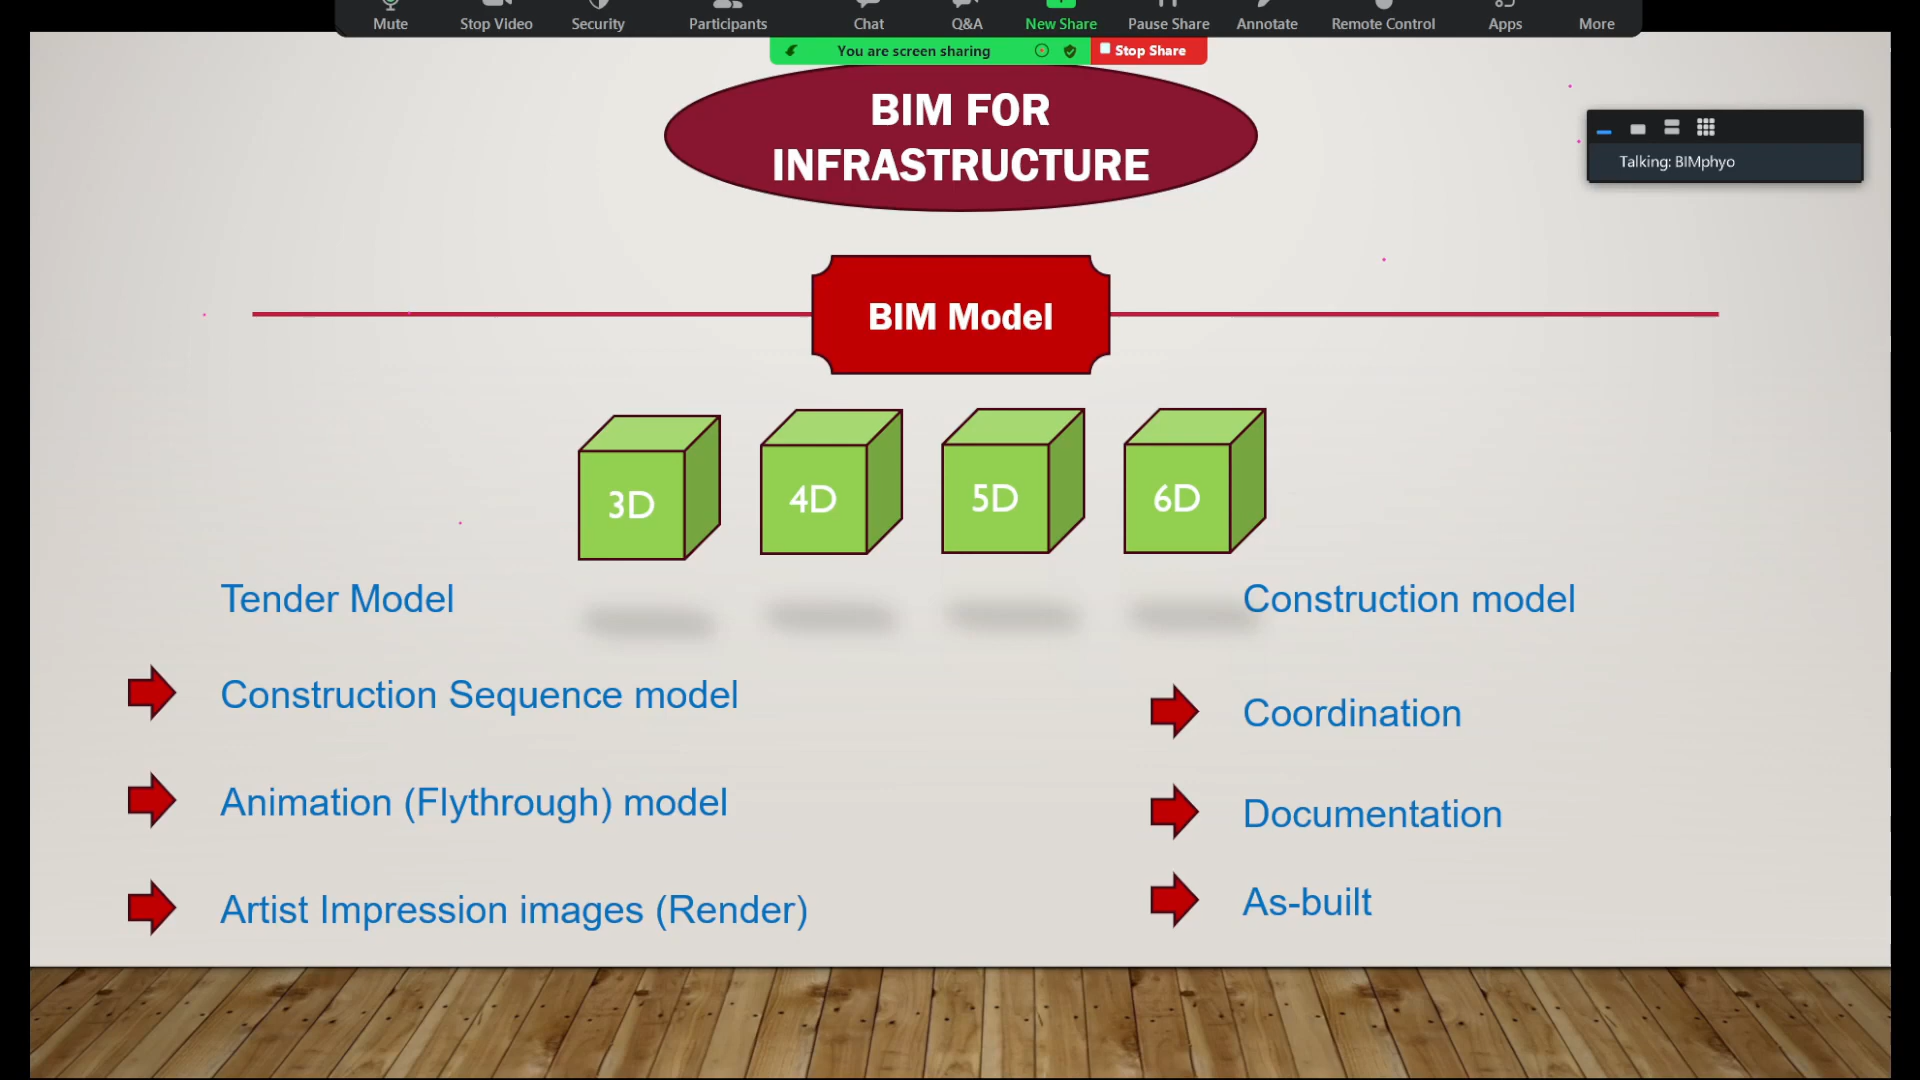 Mute Stop Video Security Participants Chat Q&A New Share Pause Share Annotate Remote Control Apps More
You are screen sharing Stop Share
BIM FOR
INFRASTRUCTURE
Talking: BIMphyo
BIM Model
3D 4D 5D 6D
Tender Model
Construction Sequence model
Animation (Flythrough) model
Artist Impression images (Render)
Construction model
Coordination
Documentation
As-built